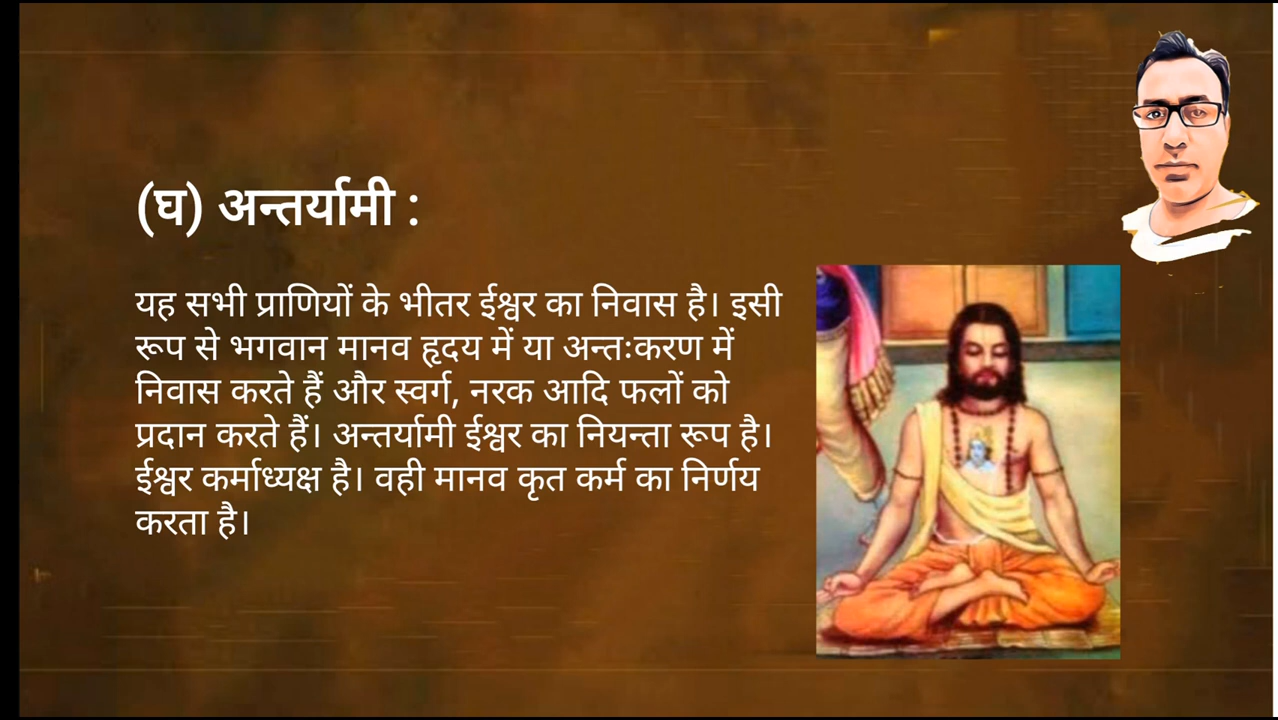 (घ) अन्तर्यामी :
यह सभी प्राणियों के भीतर ईश्वर का निवास है। इसी
रूप से भगवान मानव हृदय में या अन्तःकरण में
निवास करते हैं और स्वर्ग, नरक आदि फलों को
प्रदान करते हैं। अन्तर्यामी ईश्वर का नियन्ता रूप है।
ईश्वर कर्माध्यक्ष है। वही मानव कृत कर्म का निर्णय
करता है।